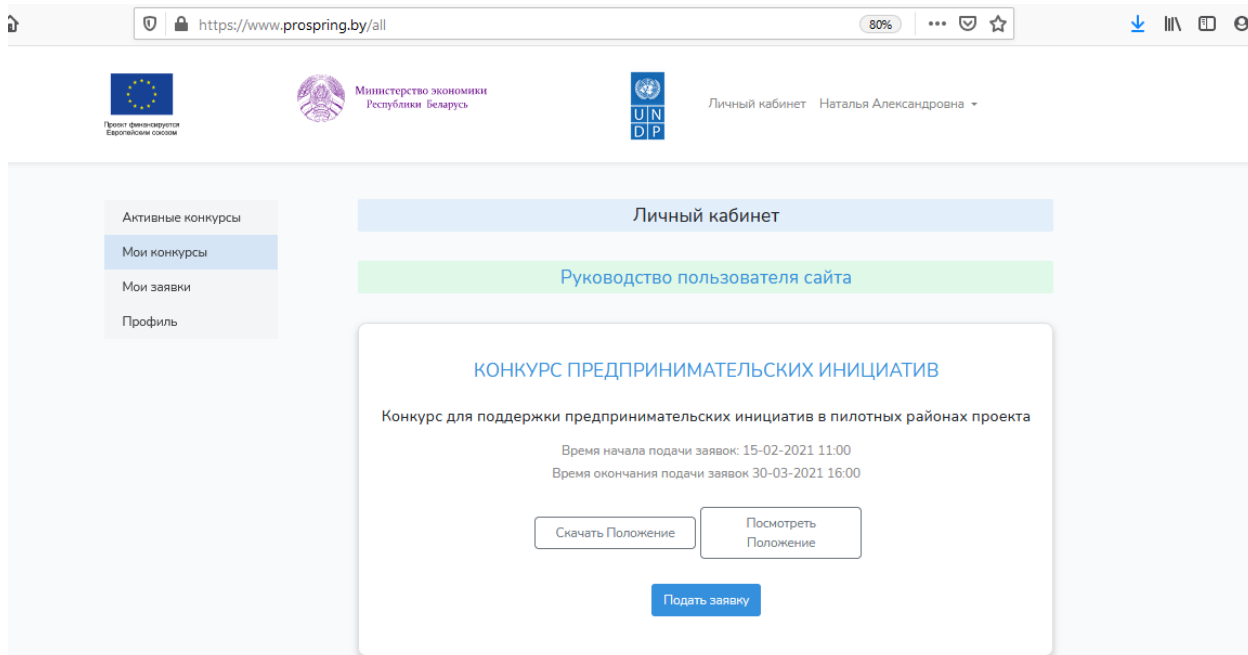 https://www.prospring.by/all
80%
Проект финансируется
Европейским союзом
Министерство экономики
Республики Беларусь
U N
D P
Личный кабинет Наталья Александровна
Активные конкурсы
Мои конкурсы
Мои заявки
Профиль
Личный кабинет
Руководство пользователя сайта
КОНКУРС ПРЕДПРИНИМАТЕЛЬСКИХ ИНИЦИАТИВ
Конкурс для поддержки предпринимательских инициатив в пилотных районах проекта
Время начала подачи заявок: 15-02-2021 11:00
Время окончания подачи заявок 30-03-2021 16:00
Скачать Положение
Посмотреть
Положение
Подать заявку